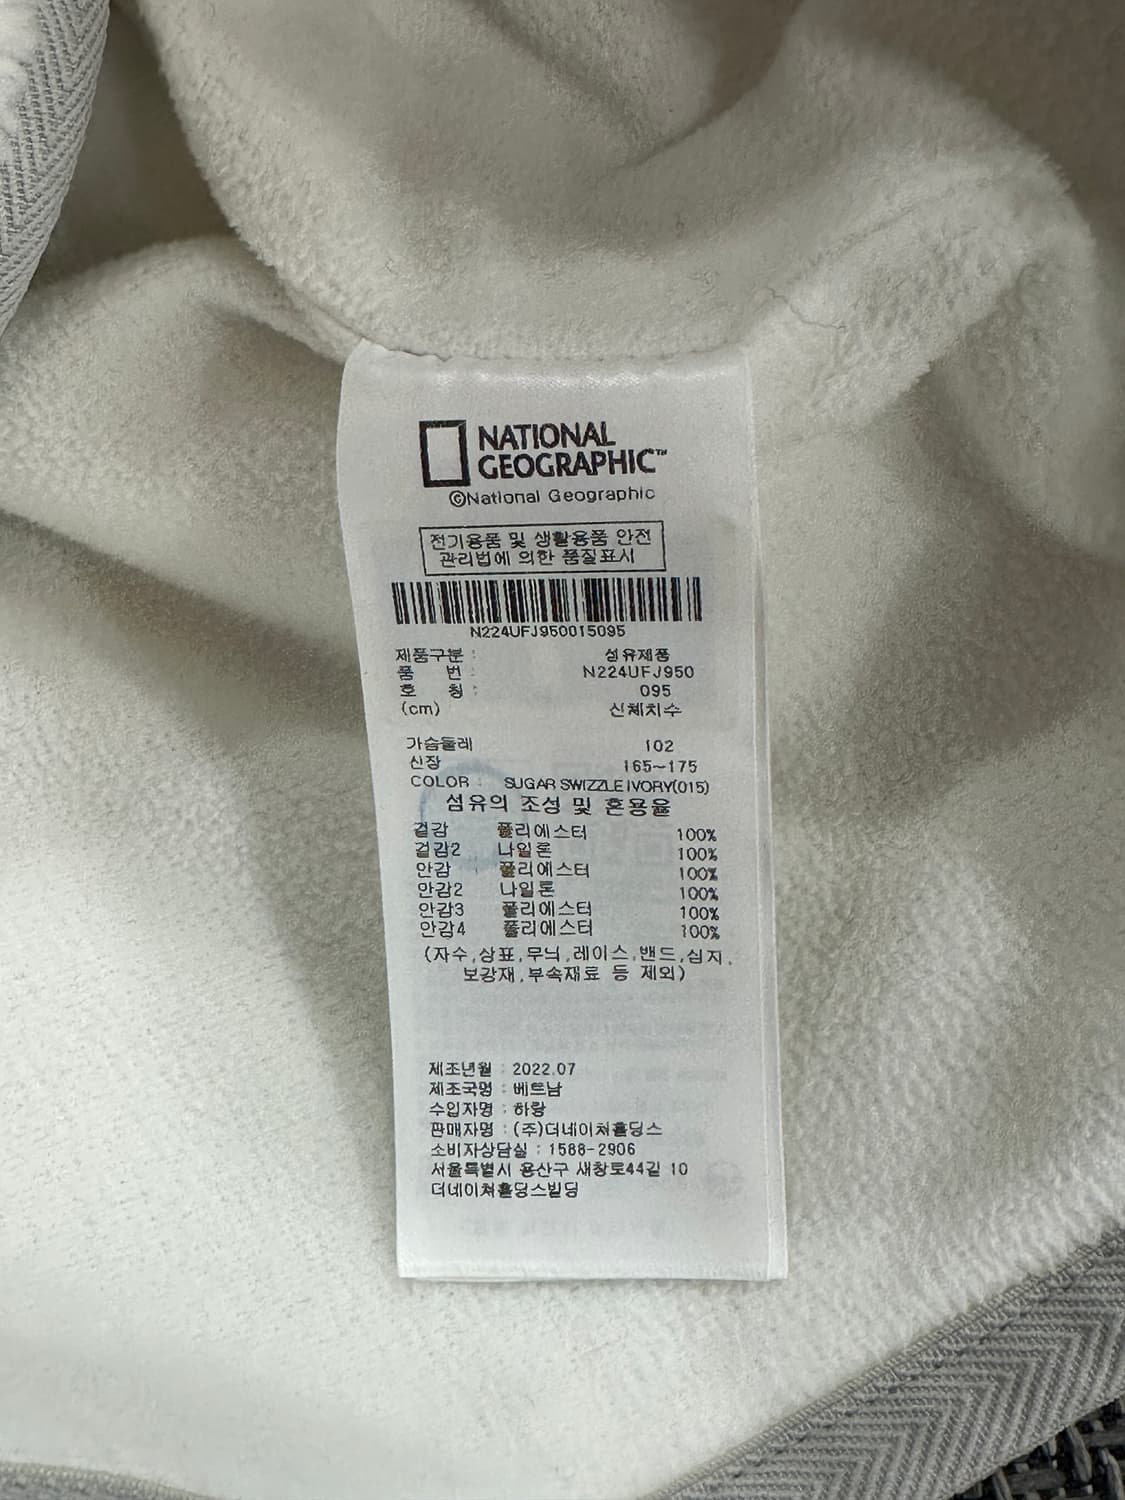 NATIONAL
GEOGRAPHIC™
©National Geographic
전기용품 및 생활용품 안전
관리법에 의한 품질표시
N224UFJ950015095
제품구분 : 섬유제품
품 번 : N224UFJ950
호 칭 : 095
(cm) 신체치수
가슴둘레 102
신장 165~175
COLOR : SUGAR SWIZZLE IVORY(015)
섬유의 조성 및 혼용율
겉감 폴리에스터 100%
겉감2 나일론 100%
안감 폴리에스터 100%
안감2 나일론 100%
안감3 폴리에스터 100%
안감4 폴리에스터 100%
(자수,상표,무늬,레이스,밴드,심지,
보강재,부속재료 등 제외)
제조년월 : 2022.07
제조국명 : 베트남
수입자명 : 하랑
판매자명 : (주)더네이쳐홀딩스
소비자상담실 : 1588-2906
서울특별시 용산구 새창로44길 10
더네이쳐홀딩스빌딩